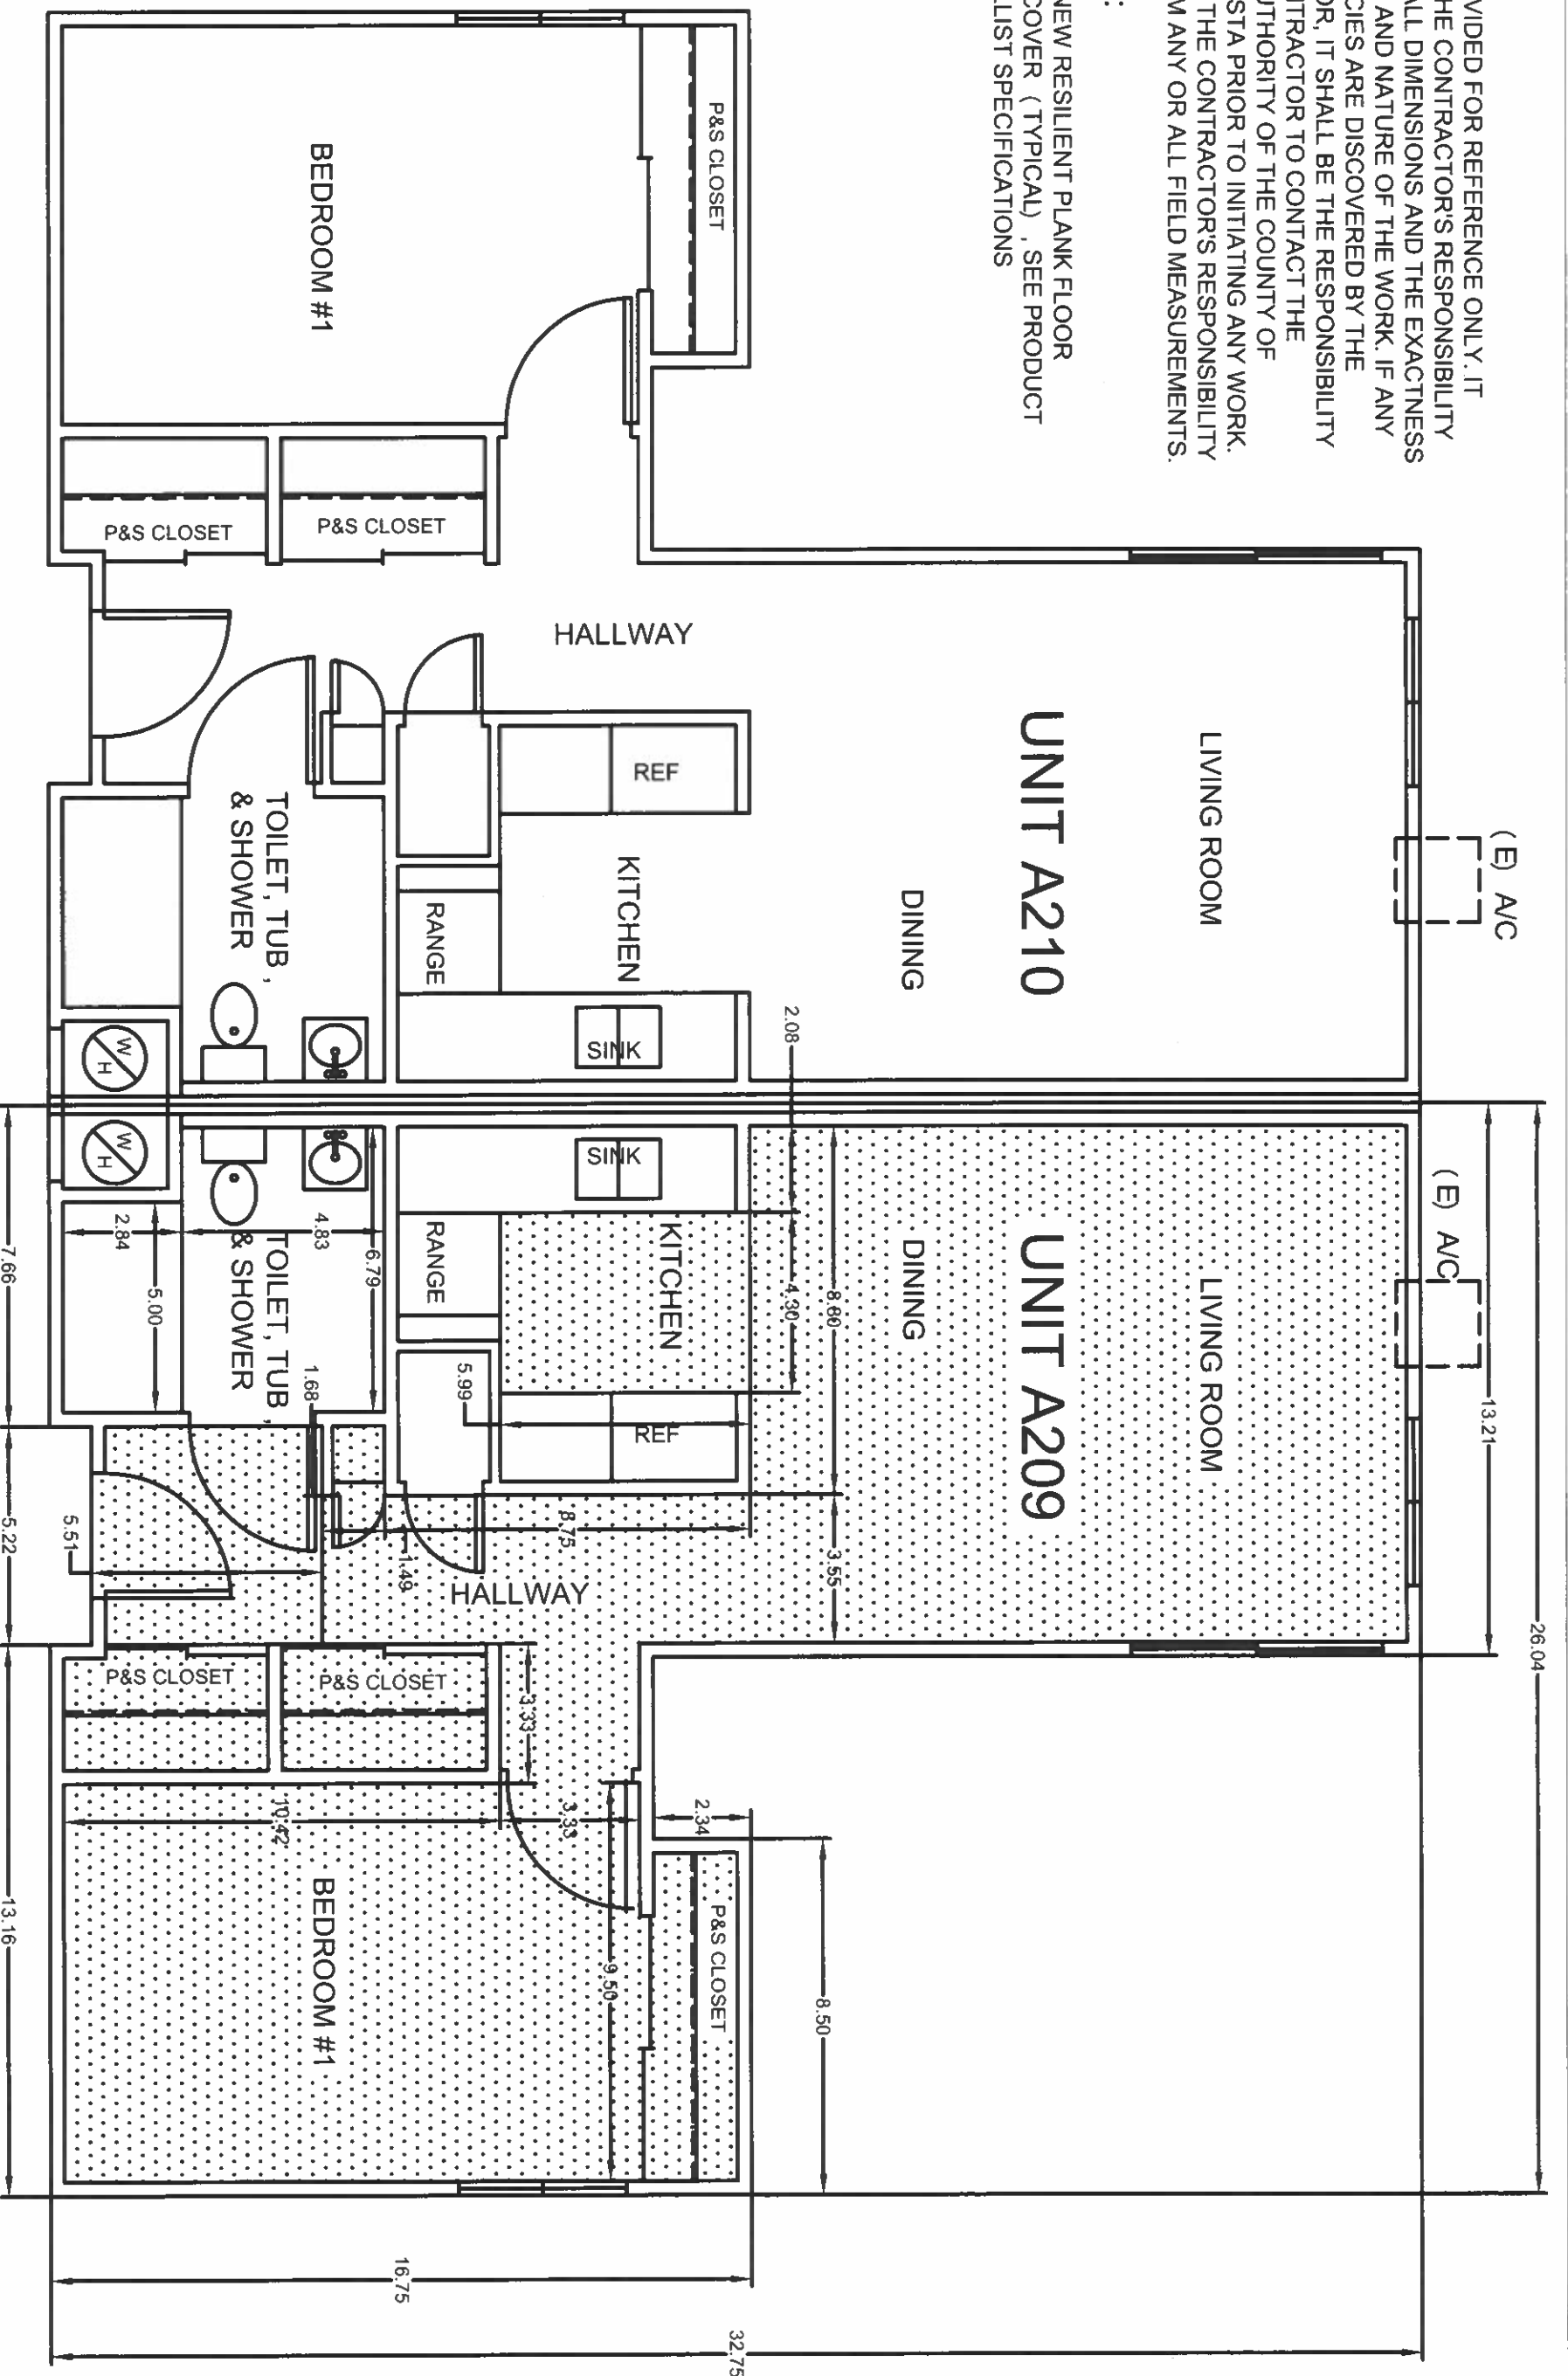 VIDED FOR REFERENCE ONLY. IT
HE CONTRACTOR'S RESPONSIBILITY
ALL DIMENSIONS AND THE EXACTNESS
AND NATURE OF THE WORK. IF ANY
CIES ARE DISCOVERED BY THE
OR, IT SHALL BE THE RESPONSIBILITY
NTRACTOR TO CONTACT THE
UTHORITY OF THE COUNTY OF
STA PRIOR TO INITIATING ANY WORK.
THE CONTRACTOR'S RESPONSIBILITY
M ANY OR ALL FIELD MEASUREMENTS.
:
NEW RESILIENT PLANK FLOOR
COVER (TYPICAL) , SEE PRODUCT
LIST SPECIFICATIONS
(E) A/C
LIVING ROOM
UNIT A210
DINING
KITCHEN
REF
RANGE
SINK
HALLWAY
TOILET, TUB ,
& SHOWER
W
H
P&S CLOSET
BEDROOM #1
P&S CLOSET
P&S CLOSET
26.04
13.21
(E) A/C
LIVING ROOM
UNIT A209
DINING
8.80
3.55
2.08
4.30
KITCHEN
SINK
RANGE
REF
5.99
8.75
1.49
HALLWAY
6.79
4.83
1.68
TOILET, TUB ,
& SHOWER
5.00
2.84
W
H
5.51
P&S CLOSET
P&S CLOSET
3.33
3.33
2.34
8.50
P&S CLOSET
9.50
10.42
BEDROOM #1
7.66
5.22
13.16
16.75
32.75